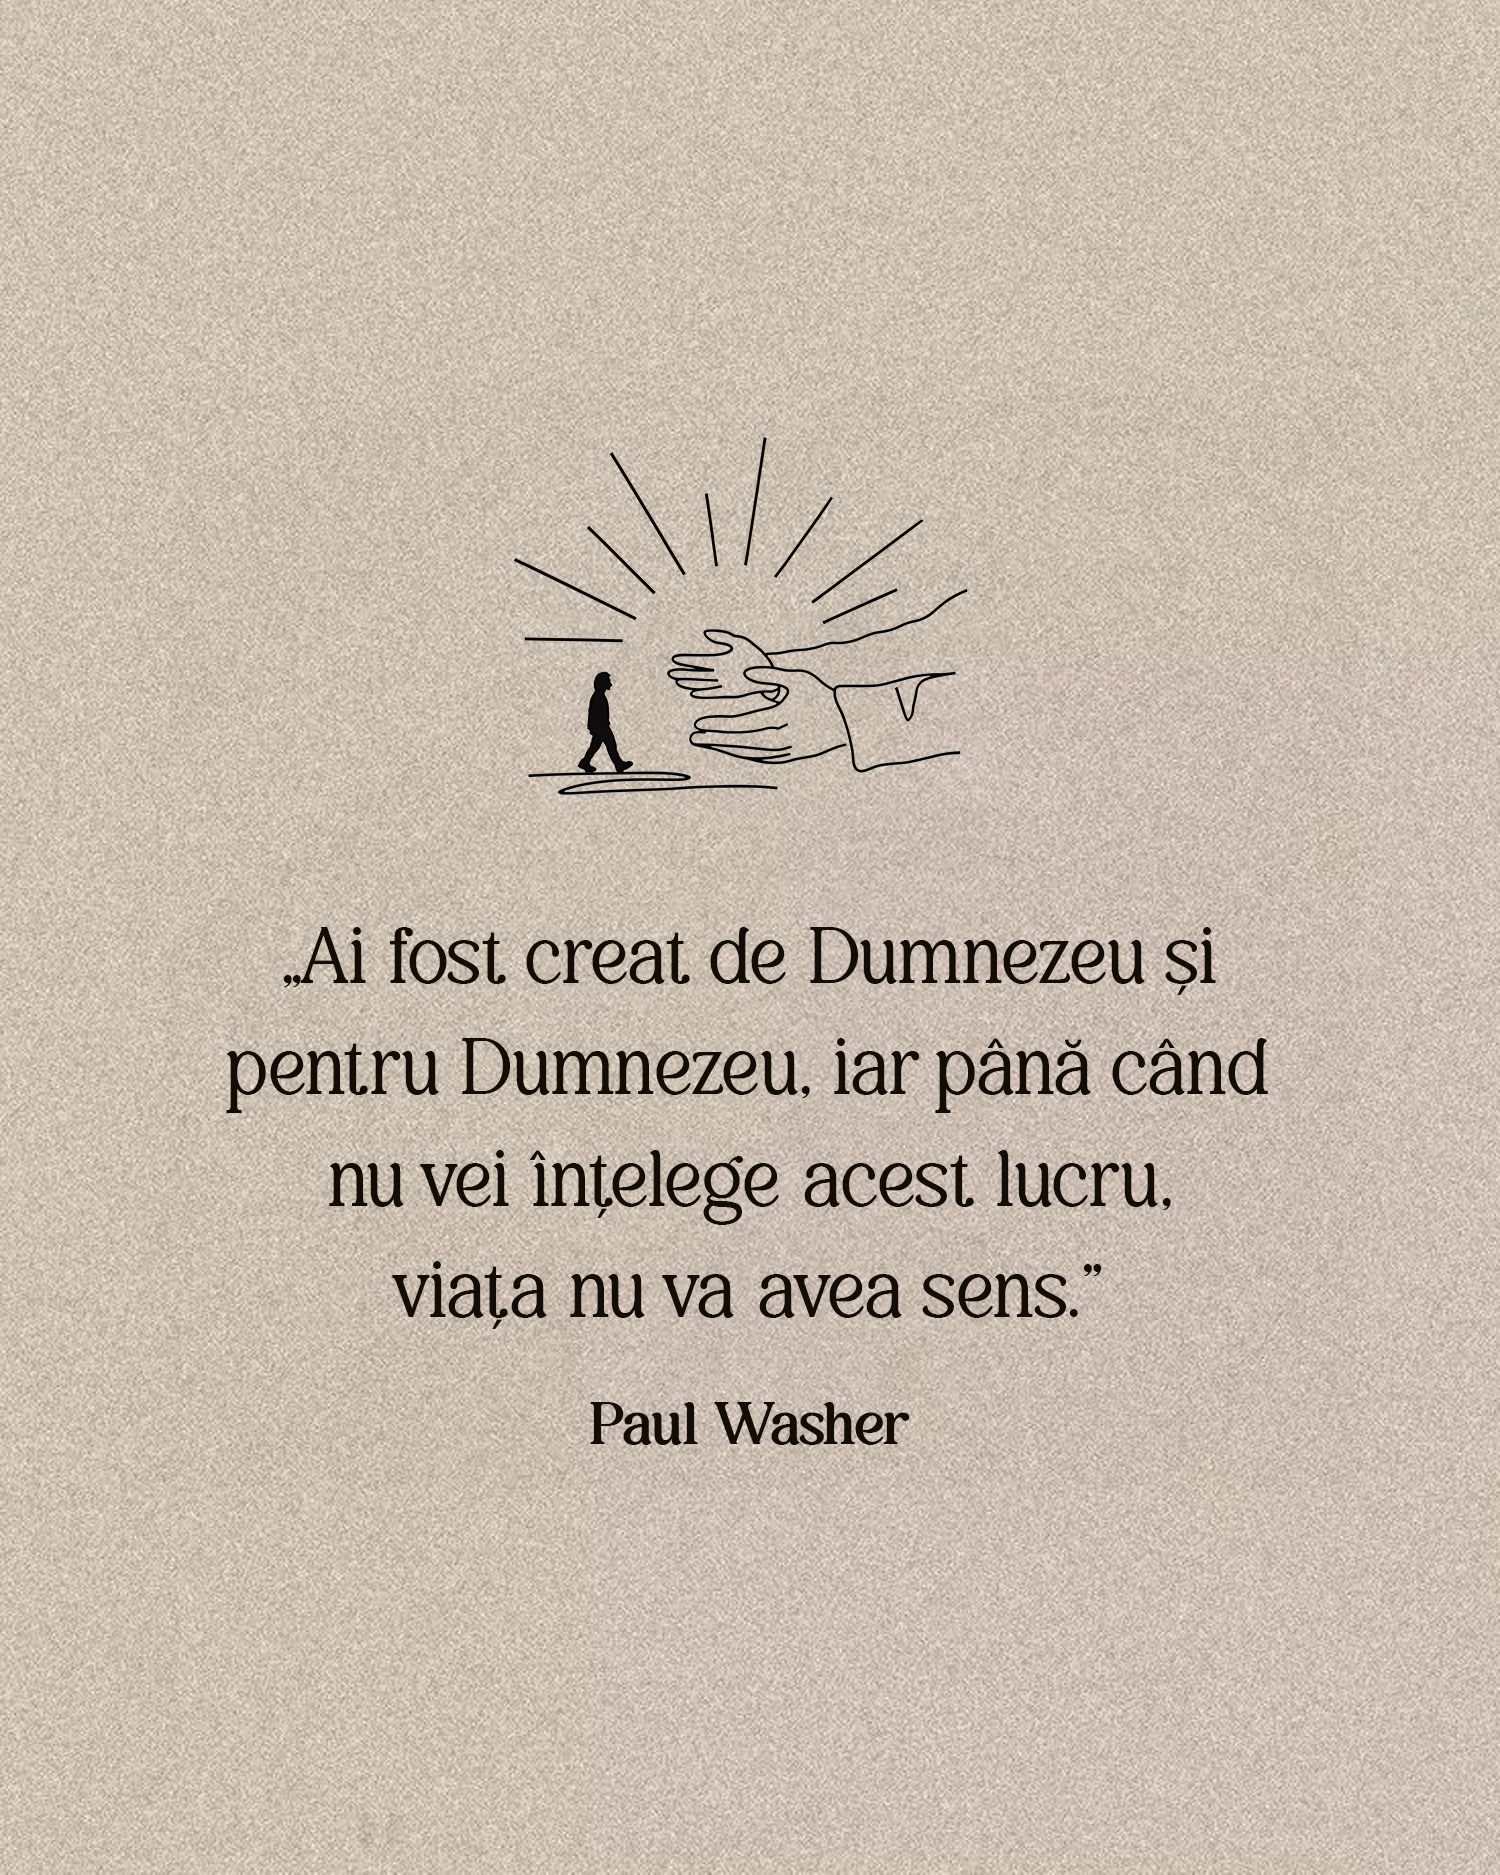 „Ai fost creat de Dumnezeu și
pentru Dumnezeu, iar până când
nu vei înțelege acest lucru,
viața nu va avea sens.”
Paul Washer